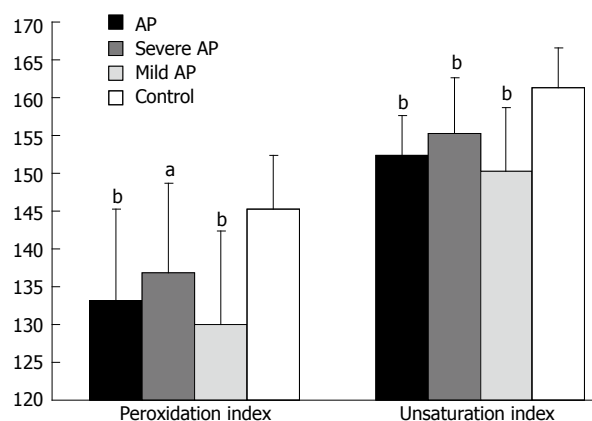 170
165
160
155
150
145
140
135
130
125
120
AP
Severe AP
Mild AP
Control
b
a
b
b
b
b
Peroxidation index
Unsaturation index